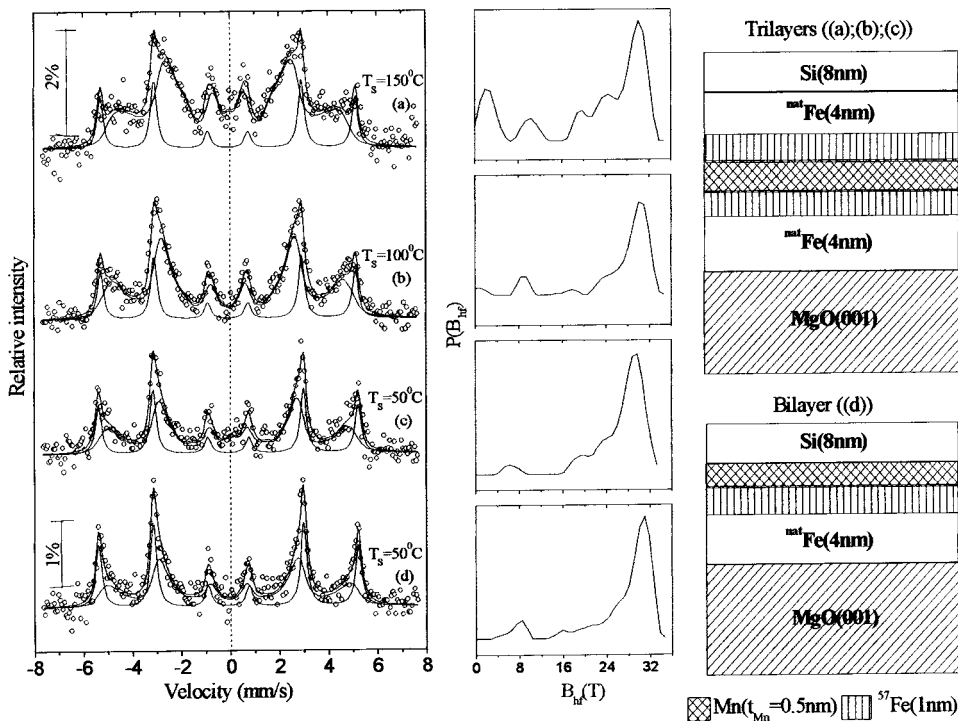 Relative intensity
2%
T_S=150⁰C
(a)
T_S=100⁰C
(b)
T_S=50⁰C
(c)
1%
T_S=50⁰C
(d)
-8 -6 -4 -2 0 2 4 6 8
Velocity (mm/s)
P(B_hf)
0 8 16 24 32
B_hf(T)
Trilayers ((a);(b);(c))
Si(8nm)
ⁿᵃᵗFe(4nm)
ⁿᵃᵗFe(4nm)
MgO(001)
Bilayer ((d))
Si(8nm)
ⁿᵃᵗFe(4nm)
MgO(001)
Mn(t_Mn=0.5nm) ⁵⁷Fe(1nm)